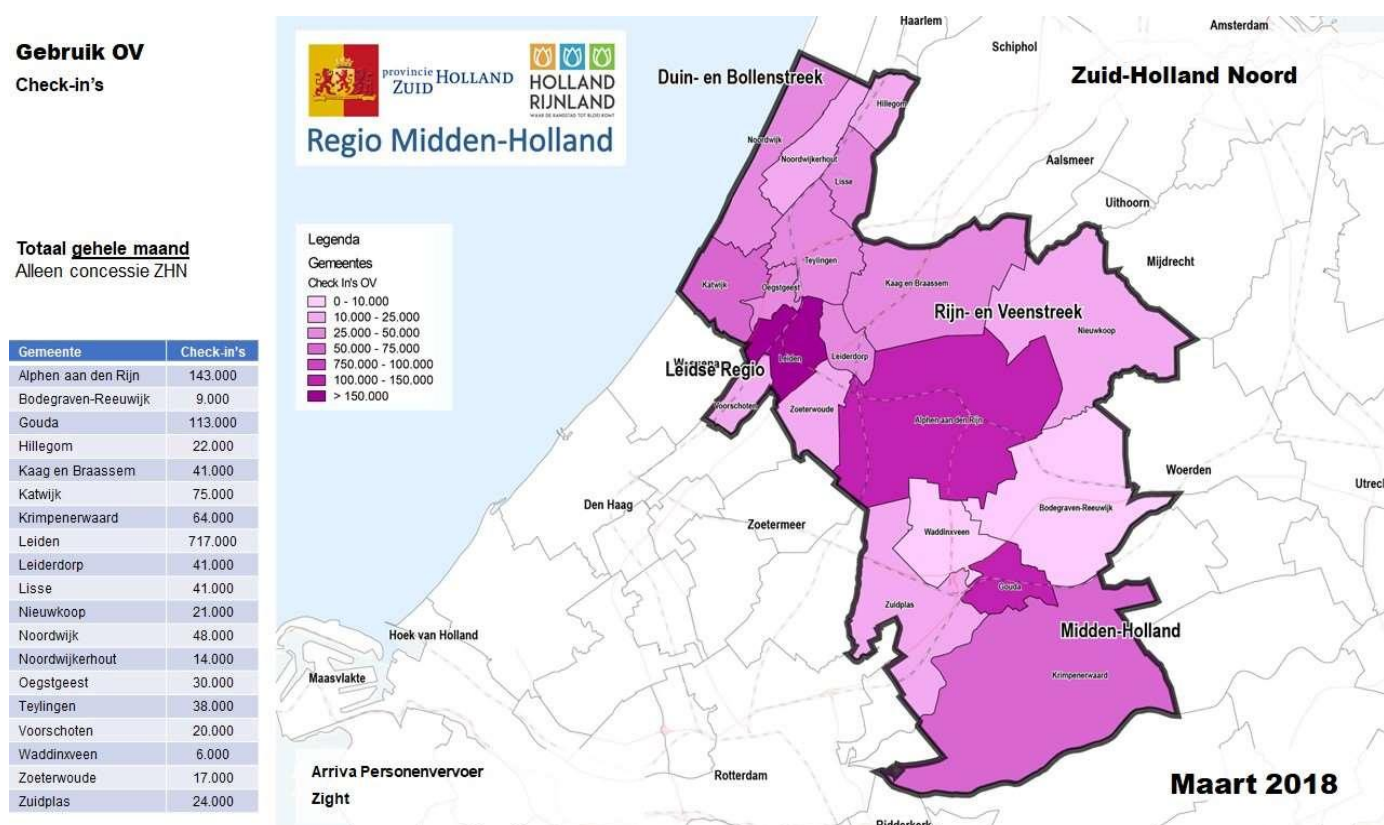 Gebruik OV
Check-in's
Totaal gehele maand
Alleen concessie ZHN
Gemeente Check-in's
Alphen aan den Rijn 143.000
Bodegraven-Reeuwijk 9.000
Gouda 113.000
Hillegom 22.000
Kaag en Braassem 41.000
Katwijk 75.000
Krimpenerwaard 64.000
Leiden 717.000
Leiderdorp 41.000
Lisse 41.000
Nieuwkoop 21.000
Noordwijk 48.000
Noordwijkerhout 14.000
Oegstgeest 30.000
Teylingen 38.000
Voorschoten 20.000
Waddinxveen 6.000
Zoeterwoude 17.000
Zuidplas 24.000
provincie HOLLAND
ZUID
HOLLAND
RIJNLAND
Regio Midden-Holland
Legenda
Gemeentes
Check In's OV
0 - 10.000
10.000 - 25.000
25.000 - 50.000
50.000 - 75.000
750.000 - 100.000
100.000 - 150.000
> 150.000
Haarlem
Amsterdam
Schiphol
Zuid-Holland Noord
Duin- en Bollenstreek
Hillegom
Noordwijk
Noordwijkerhout
Lisse
Aalsmeer
Uithoorn
Mijdrecht
Teylingen
Katwijk
Oegstgeest
Kaag en Braassem
Rijn- en Veenstreek
Nieuwkoop
Leiden
Leiderdorp
Leidse Regio
Voorschoten
Zoeterwoude
Alphen aan den Rijn
Woerden
Utrech
Den Haag
Zoetermeer
Bodegraven-Reeuwijk
Waddinxveen
Gouda
Zuidplas
Hoek van Holland
Midden-Holland
Maasvlakte
Krimpenerwaard
Arriva Personenvervoer
Zight
Rotterdam
Maart 2018
Ridderkerk